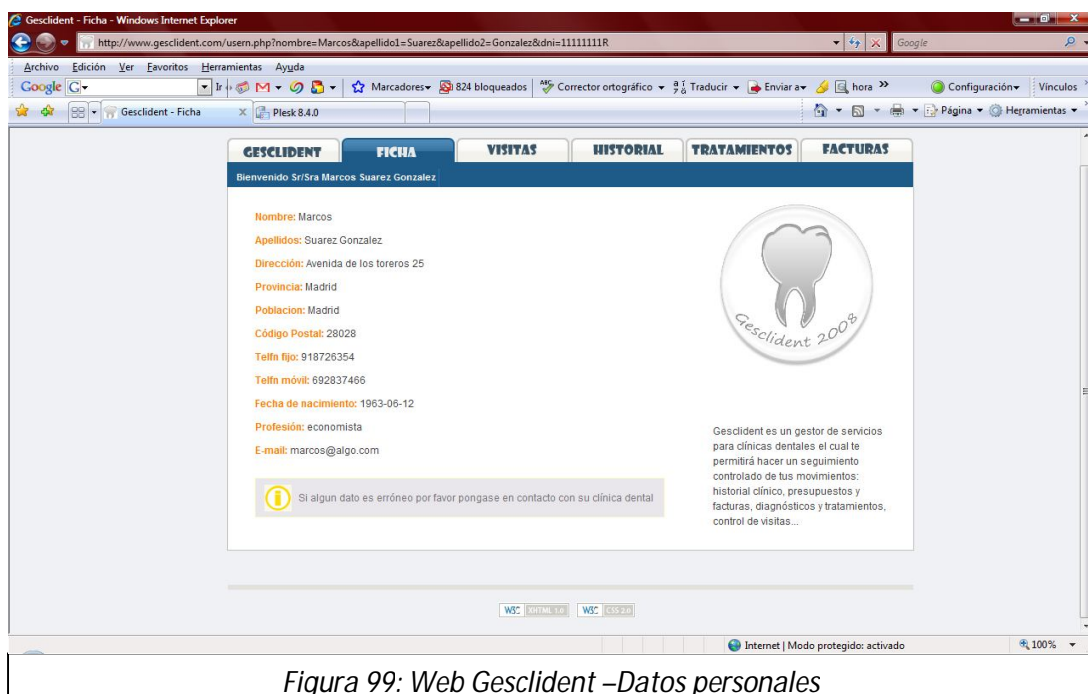 Gesclident - Ficha - Windows Internet Explorer
http://www.gesclident.com/usern.php?nombre=Marcos&apellido1=Suarez&apellido2=Gonzalez&dni=11111111R
Google
Archivo Edición Ver Favoritos Herramientas Ayuda
Google G Ir Marcadores 824 bloqueados Corrector ortográfico Traducir Enviar a hora » Configuración Vínculos »
Gesclident - Ficha x Plesk 8.4.0 Página Herramientas »
GESCLIDENT FICHA VISITAS HISTORIAL TRATAMIENTOS FACTURAS
Bienvenido Sr/Sra Marcos Suarez Gonzalez
Nombre: Marcos
Apellidos: Suarez Gonzalez
Dirección: Avenida de los toreros 25
Provincia: Madrid
Poblacion: Madrid
Código Postal: 28028
Telfn fijo: 918726354
Telfn móvil: 692837466
Fecha de nacimiento: 1963-06-12
Profesión: economista
E-mail: marcos@algo.com
Si algun dato es erróneo por favor pongase en contacto con su clínica dental
Gesclident 2008
Gesclident es un gestor de servicios
para clínicas dentales el cual te
permitirá hacer un seguimiento
controlado de tus movimientos:
historial clínico, presupuestos y
facturas, diagnósticos y tratamientos,
control de visitas...
W3C XHTML 1.0 W3C CSS 2.0
Internet | Modo protegido: activado 100%
Figura 99: Web Gesclident –Datos personales